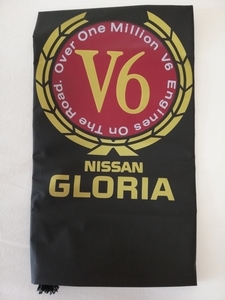 Over One Million V6 Engines On The Road.
V6
NISSAN
GLORIA